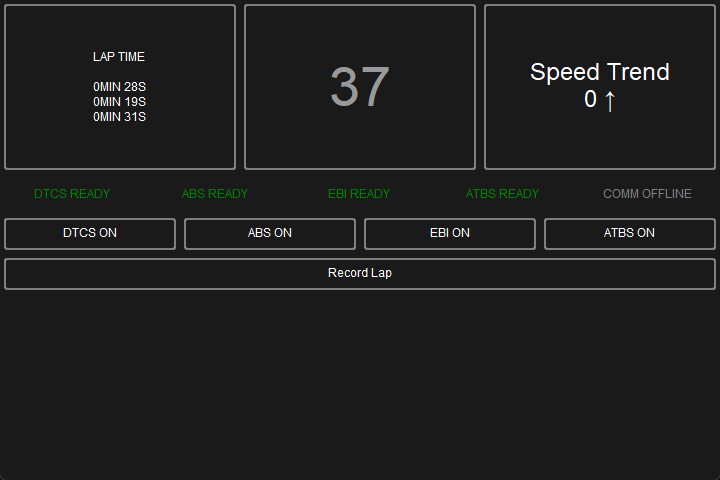 LAP TIME
0MIN 28S
0MIN 19S
0MIN 31S
37
Speed Trend
0 ↑
DTCS READY
ABS READY
EBI READY
ATBS READY
COMM OFFLINE
DTCS ON
ABS ON
EBI ON
ATBS ON
Record Lap